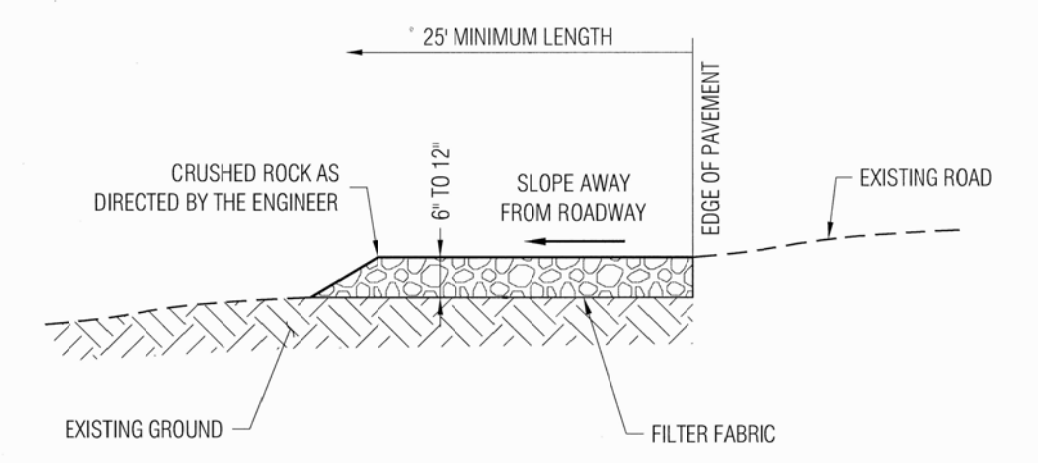 25' MINIMUM LENGTH
EDGE OF PAVEMENT
CRUSHED ROCK AS
DIRECTED BY THE ENGINEER
6" TO 12"
SLOPE AWAY
FROM ROADWAY
EXISTING ROAD
EXISTING GROUND
FILTER FABRIC